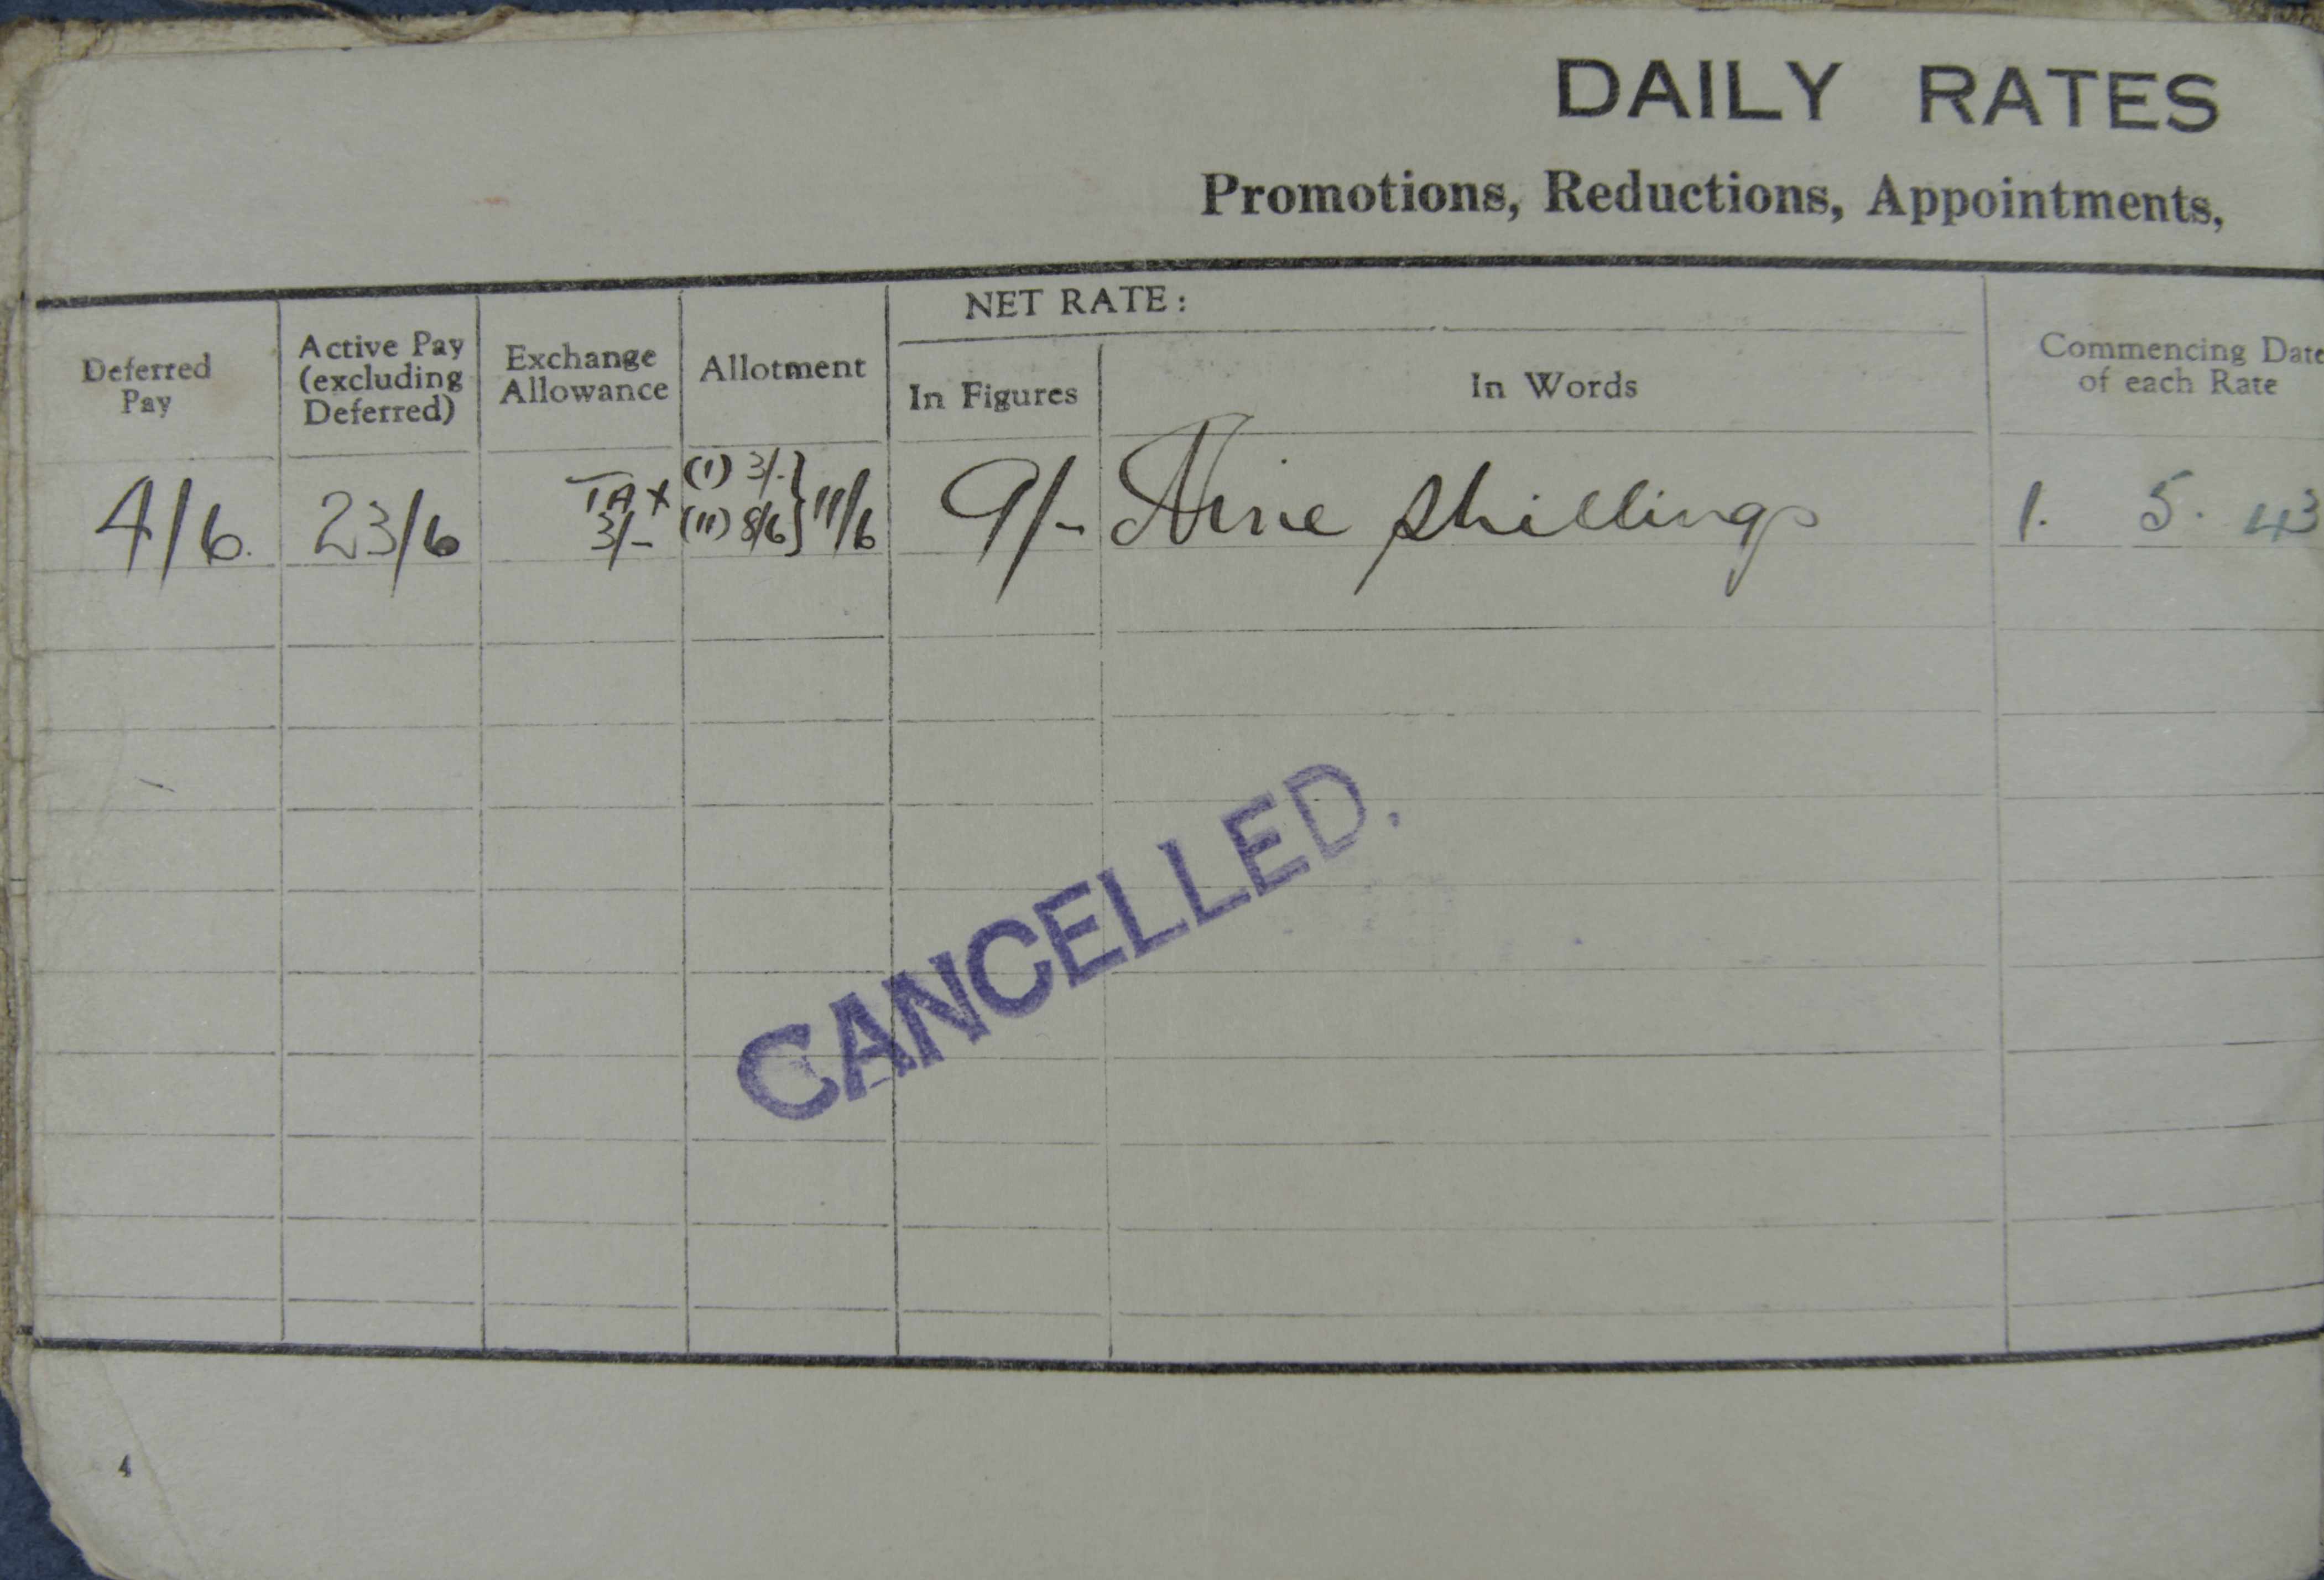 DAILY RATES
Promotions, Reductions, Appointments,
NET RATE:
Deferred Pay
Active Pay (excluding Deferred)
Exchange Allowance
Allotment
In Figures
In Words
Commencing Date of each Rate
4/6. 23/6 TAX 3/- (I) 3/- (II) 8/6 } 11/6 9/- Nine shillings 1. 5. 43
CANCELLED.
4